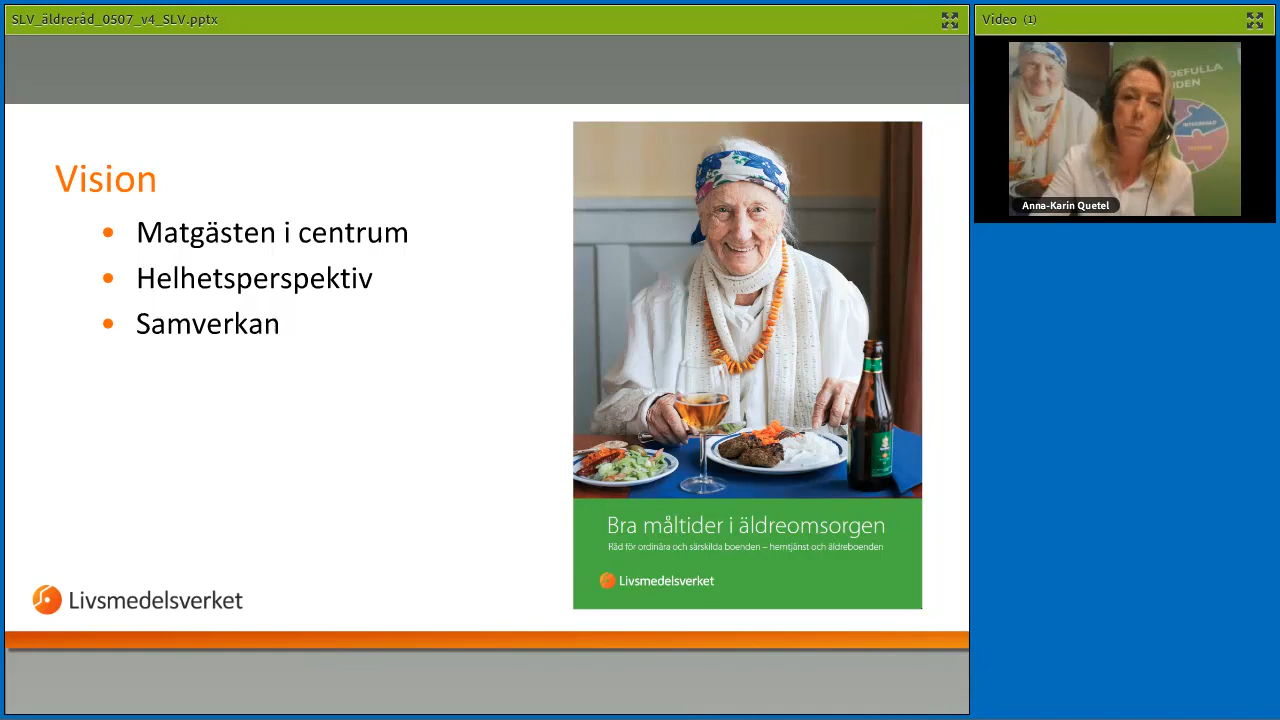 SLV_äldreråd_0507_v4_SLV.pptx
Video (1)
Vision
• Matgästen i centrum
• Helhetsperspektiv
• Samverkan
Bra måltider i äldreomsorgen
Råd för ordinära och särskilda boenden – hemtjänst och äldreboenden
Livsmedelsverket
Livsmedelsverket
Anna-Karin Quetel